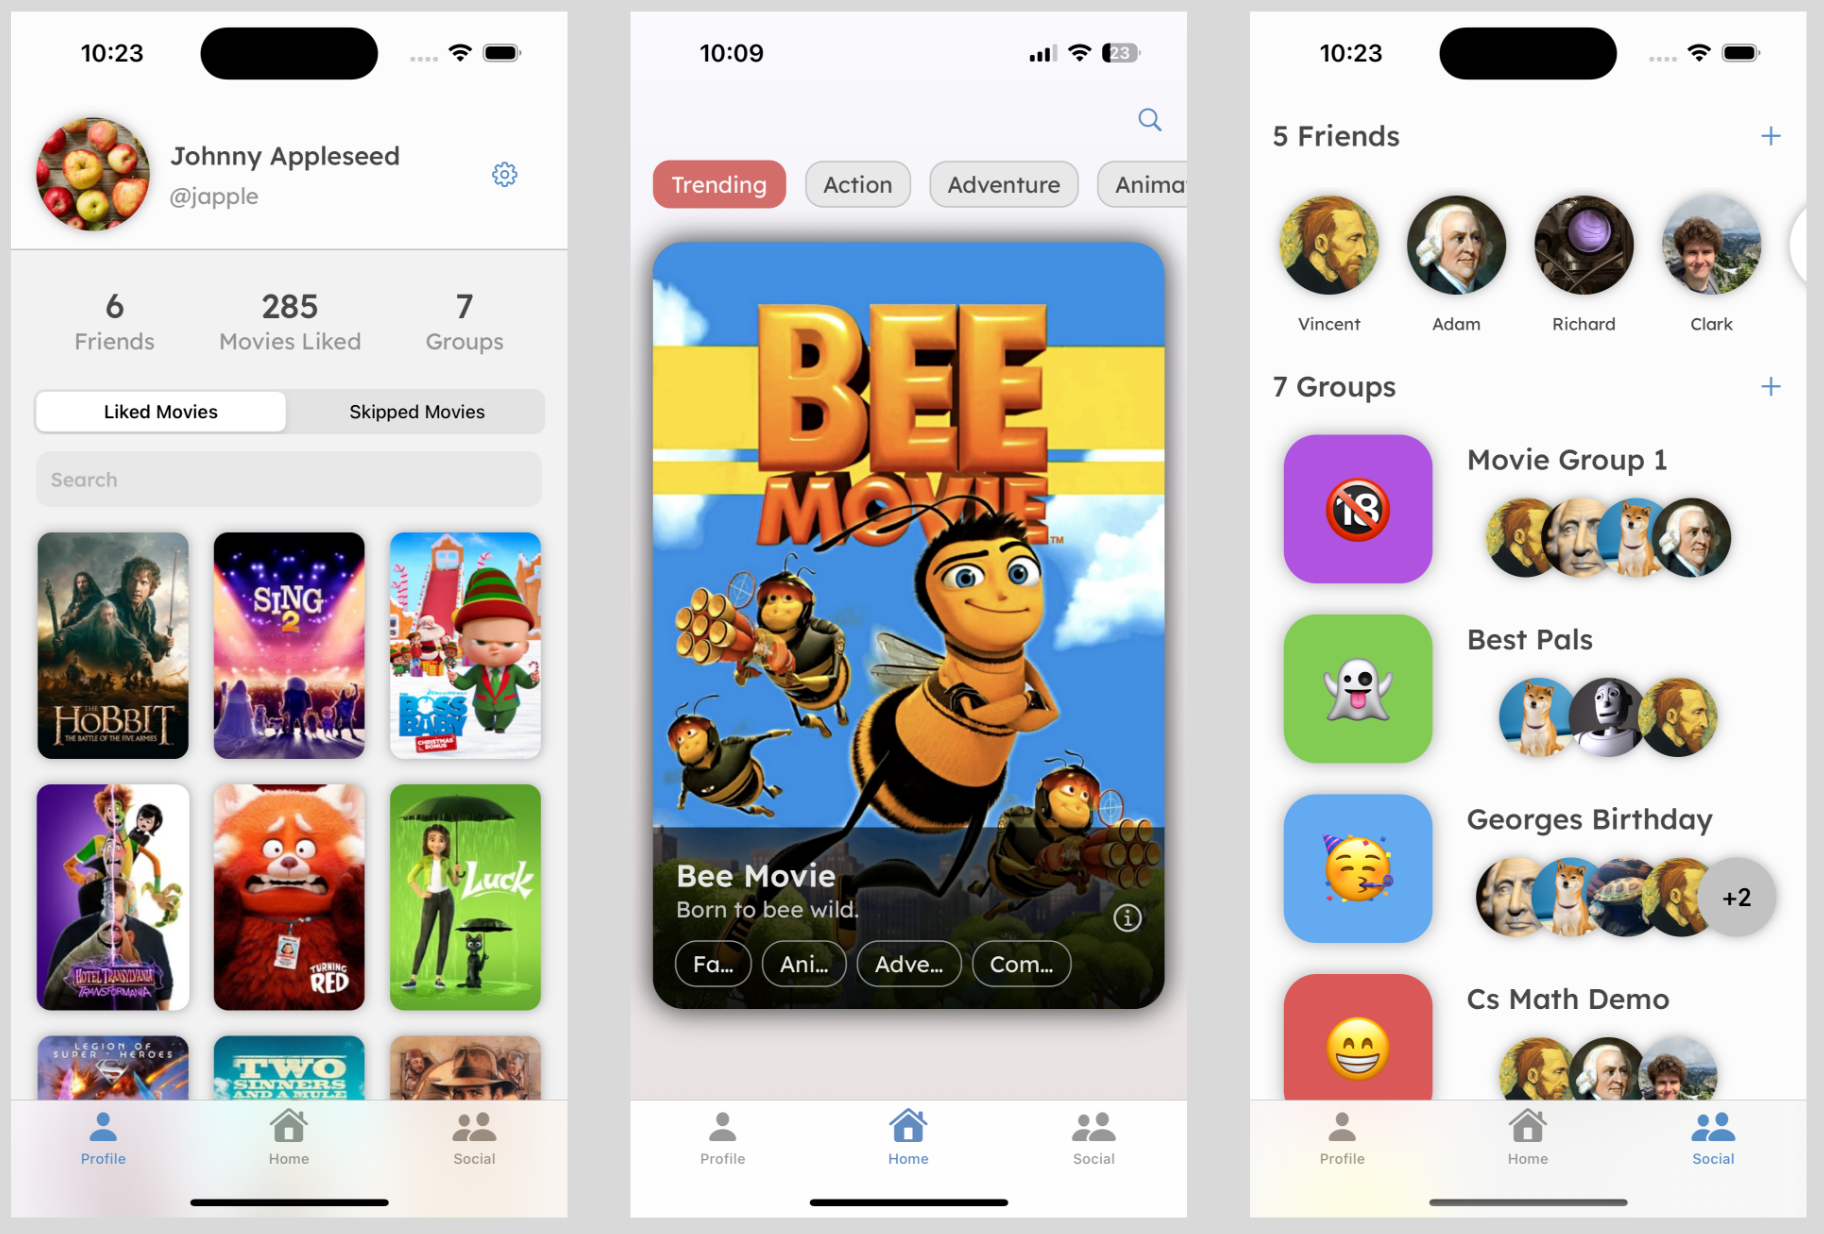 10:23
Johnny Appleseed
@japple
6
Friends
285
Movies Liked
7
Groups
Liked Movies
Skipped Movies
Search
THE
HOBBIT
THE BATTLE OF THE FIVE ARMIES
SING
2
THE
BOSS
BABY
CHRISTMAS
BONUS
HOTEL TRANSYLVANIA
TRANSFORMANIA
TURNING
RED
Luck
LEGION OF
SUPER-HEROES
TWO
SINNERS
AND A MULE
Profile
Home
Social
10:09
23
Trending
Action
Adventure
Anima
BEE
MOVIE
TM
Bee Movie
Born to bee wild.
Fa...
Ani...
Adve...
Com...
Profile
Home
Social
10:23
5 Friends
+
Vincent
Adam
Richard
Clark
7 Groups
+
18
Movie Group 1
Best Pals
Georges Birthday
+2
Cs Math Demo
Profile
Home
Social